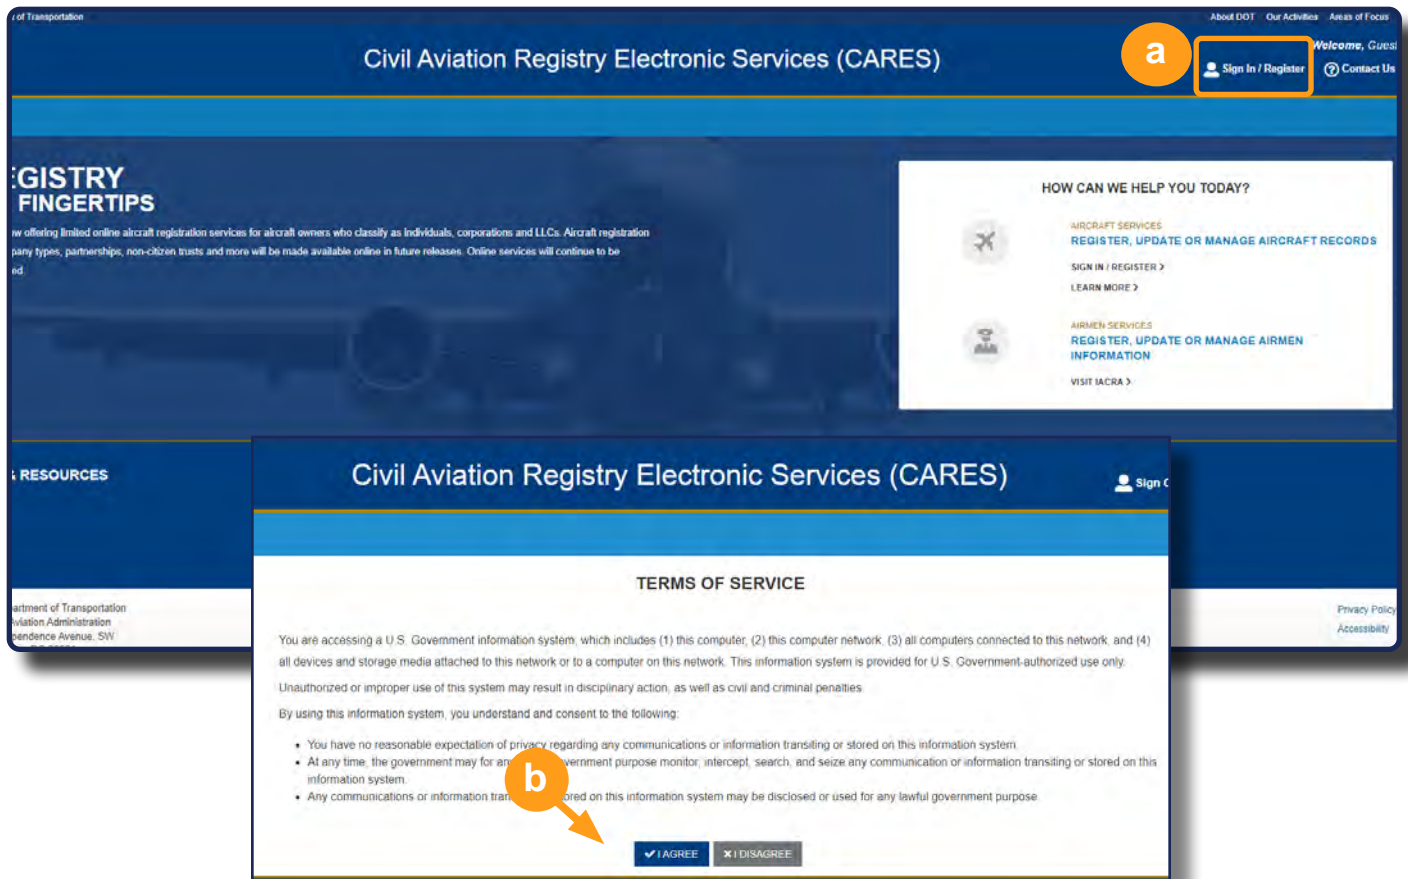 of Transportation
About DOT Our Activities Areas of Focus
Civil Aviation Registry Electronic Services (CARES)
a
Welcome, Guest
Sign In / Register
Contact Us
GISTRY
FINGERTIPS
offering limited online aircraft registration services for aircraft owners who classify as individuals, corporations and LLCs. Aircraft registration
types, partnerships, non-citizen trusts and more will be made available online in future releases. Online services will continue to be
HOW CAN WE HELP YOU TODAY?
AIRCRAFT SERVICES
REGISTER, UPDATE OR MANAGE AIRCRAFT RECORDS
SIGN IN / REGISTER >
LEARN MORE >
AIRMEN SERVICES
REGISTER, UPDATE OR MANAGE AIRMEN
INFORMATION
VISIT IACRA >
RESOURCES
artment of Transportation
Aviation Administration
pendence Avenue, SW
Privacy Policy
Accessibility
Civil Aviation Registry Electronic Services (CARES)
Sign
TERMS OF SERVICE
You are accessing a U.S. Government information system, which includes (1) this computer, (2) this computer network, (3) all computers connected to this network, and (4)
all devices and storage media attached to this network or to a computer on this network. This information system is provided for U.S. Government-authorized use only.
Unauthorized or improper use of this system may result in disciplinary action, as well as civil and criminal penalties.
By using this information system, you understand and consent to the following:
• You have no reasonable expectation of privacy regarding any communications or information transiting or stored on this information system.
• At any time, the government may for an vernment purpose monitor, intercept, search, and seize any communication or information transiting or stored on this
information system.
• Any communications or information tran ored on this information system may be disclosed or used for any lawful government purpose.
b
I AGREE
I DISAGREE